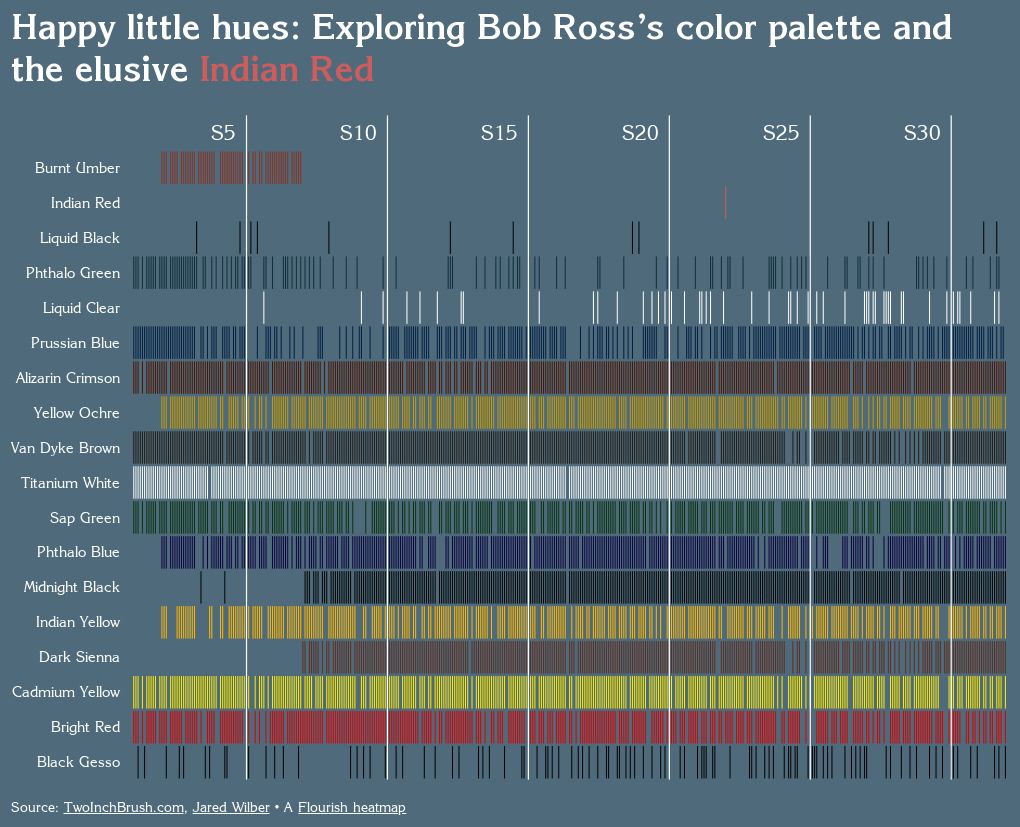 Happy little hues: Exploring Bob Ross’s color palette and
the elusive Indian Red
S5 S10 S15 S20 S25 S30
Burnt Umber
Indian Red
Liquid Black
Phthalo Green
Liquid Clear
Prussian Blue
Alizarin Crimson
Yellow Ochre
Van Dyke Brown
Titanium White
Sap Green
Phthalo Blue
Midnight Black
Indian Yellow
Dark Sienna
Cadmium Yellow
Bright Red
Black Gesso
Source: TwoInchBrush.com, Jared Wilber • A Flourish heatmap